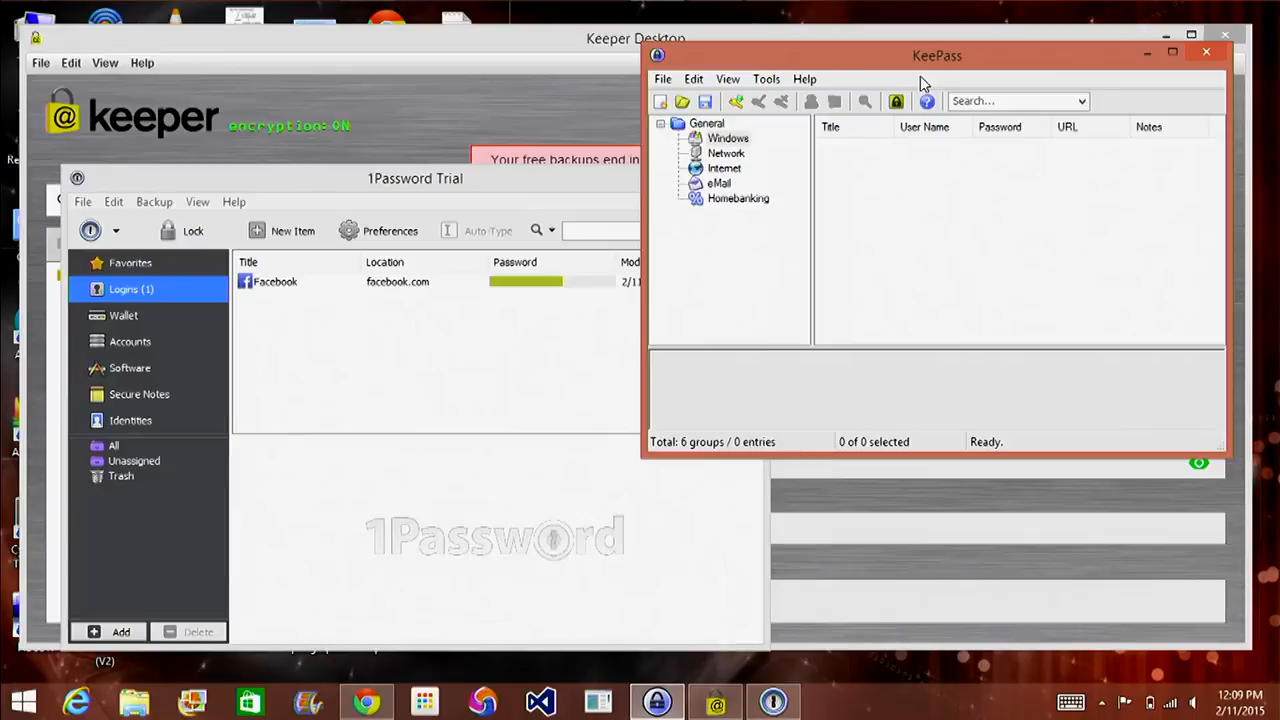 Keeper Desktop
File Edit View Help
keeper
encryption: ON
Your free backups end in
1Password Trial
File Edit Backup View Help
Lock New Item Preferences Auto-Type
Favorites
Logins (1)
Wallet
Accounts
Software
Secure Notes
Identities
All
Unassigned
Trash
Add Delete
Title Location Password Mod
Facebook facebook.com 2/11
1Password
KeePass
File Edit View Tools Help
Search...
General
Windows
Network
Internet
eMail
Homebanking
Title User Name Password URL Notes
Total: 6 groups / 0 entries 0 of 0 selected Ready.
(V2)
12:09 PM
2/11/2015